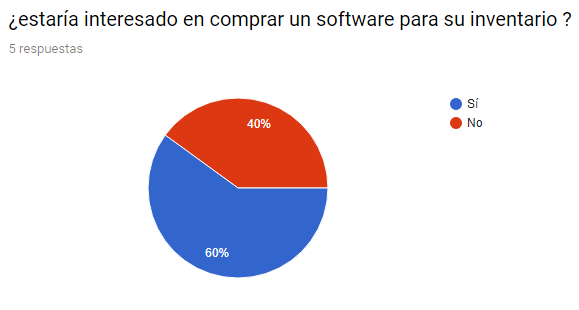 ¿estaría interesado en comprar un software para su inventario ?
5 respuestas
Sí
No
40%
60%